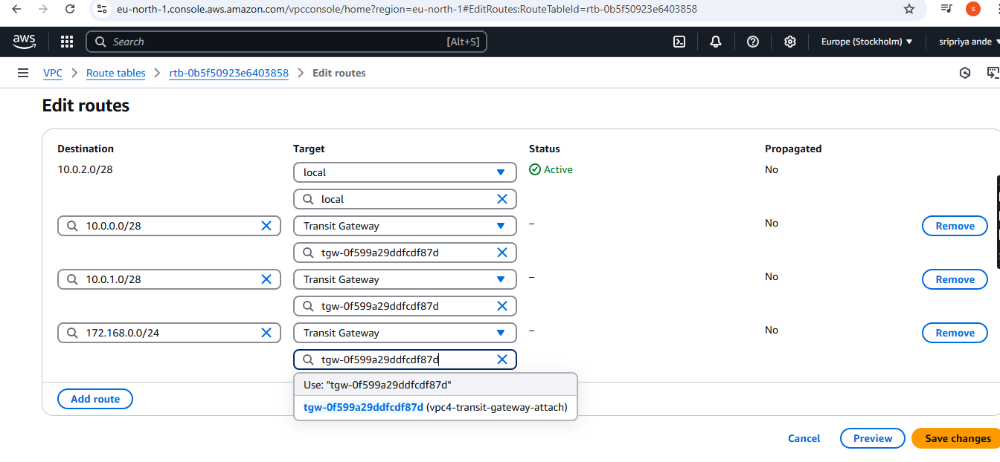 eu-north-1.console.aws.amazon.com/vpcconsole/home?region=eu-north-1#EditRoutes:RouteTableId=rtb-0b5f50923e6403858
s
aws
Search [Alt+S]
Europe (Stockholm)
sripriya ande
VPC > Route tables > rtb-0b5f50923e6403858 > Edit routes
Edit routes
Destination Target Status Propagated
10.0.2.0/28 local Active No
local
10.0.0.0/28 Transit Gateway – No Remove
tgw-0f599a29ddfcdf87d
10.0.1.0/28 Transit Gateway – No Remove
tgw-0f599a29ddfcdf87d
172.168.0.0/24 Transit Gateway – No Remove
tgw-0f599a29ddfcdf87d
Use: "tgw-0f599a29ddfcdf87d"
Add route
tgw-0f599a29ddfcdf87d (vpc4-transit-gateway-attach)
Cancel Preview Save changes